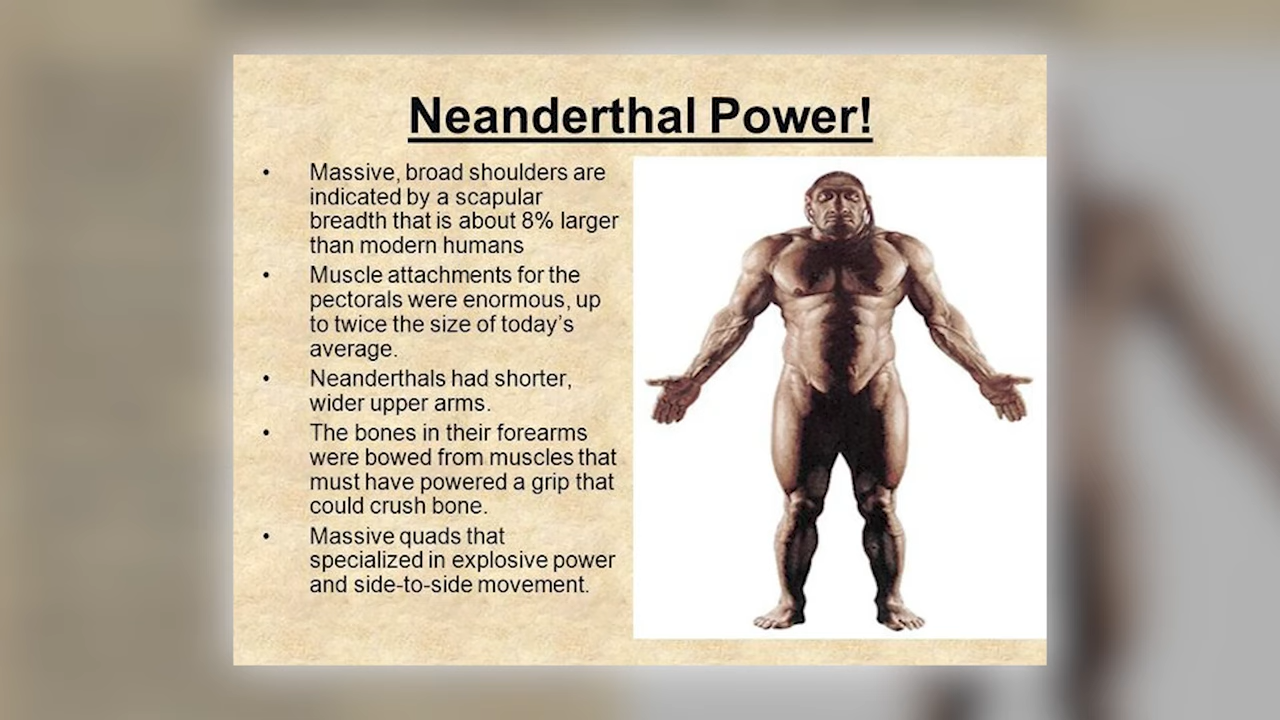 Neanderthal Power!
• Massive, broad shoulders are
indicated by a scapular
breadth that is about 8% larger
than modern humans
• Muscle attachments for the
pectorals were enormous, up
to twice the size of today's
average.
• Neanderthals had shorter,
wider upper arms.
• The bones in their forearms
were bowed from muscles that
must have powered a grip that
could crush bone.
• Massive quads that
specialized in explosive power
and side-to-side movement.